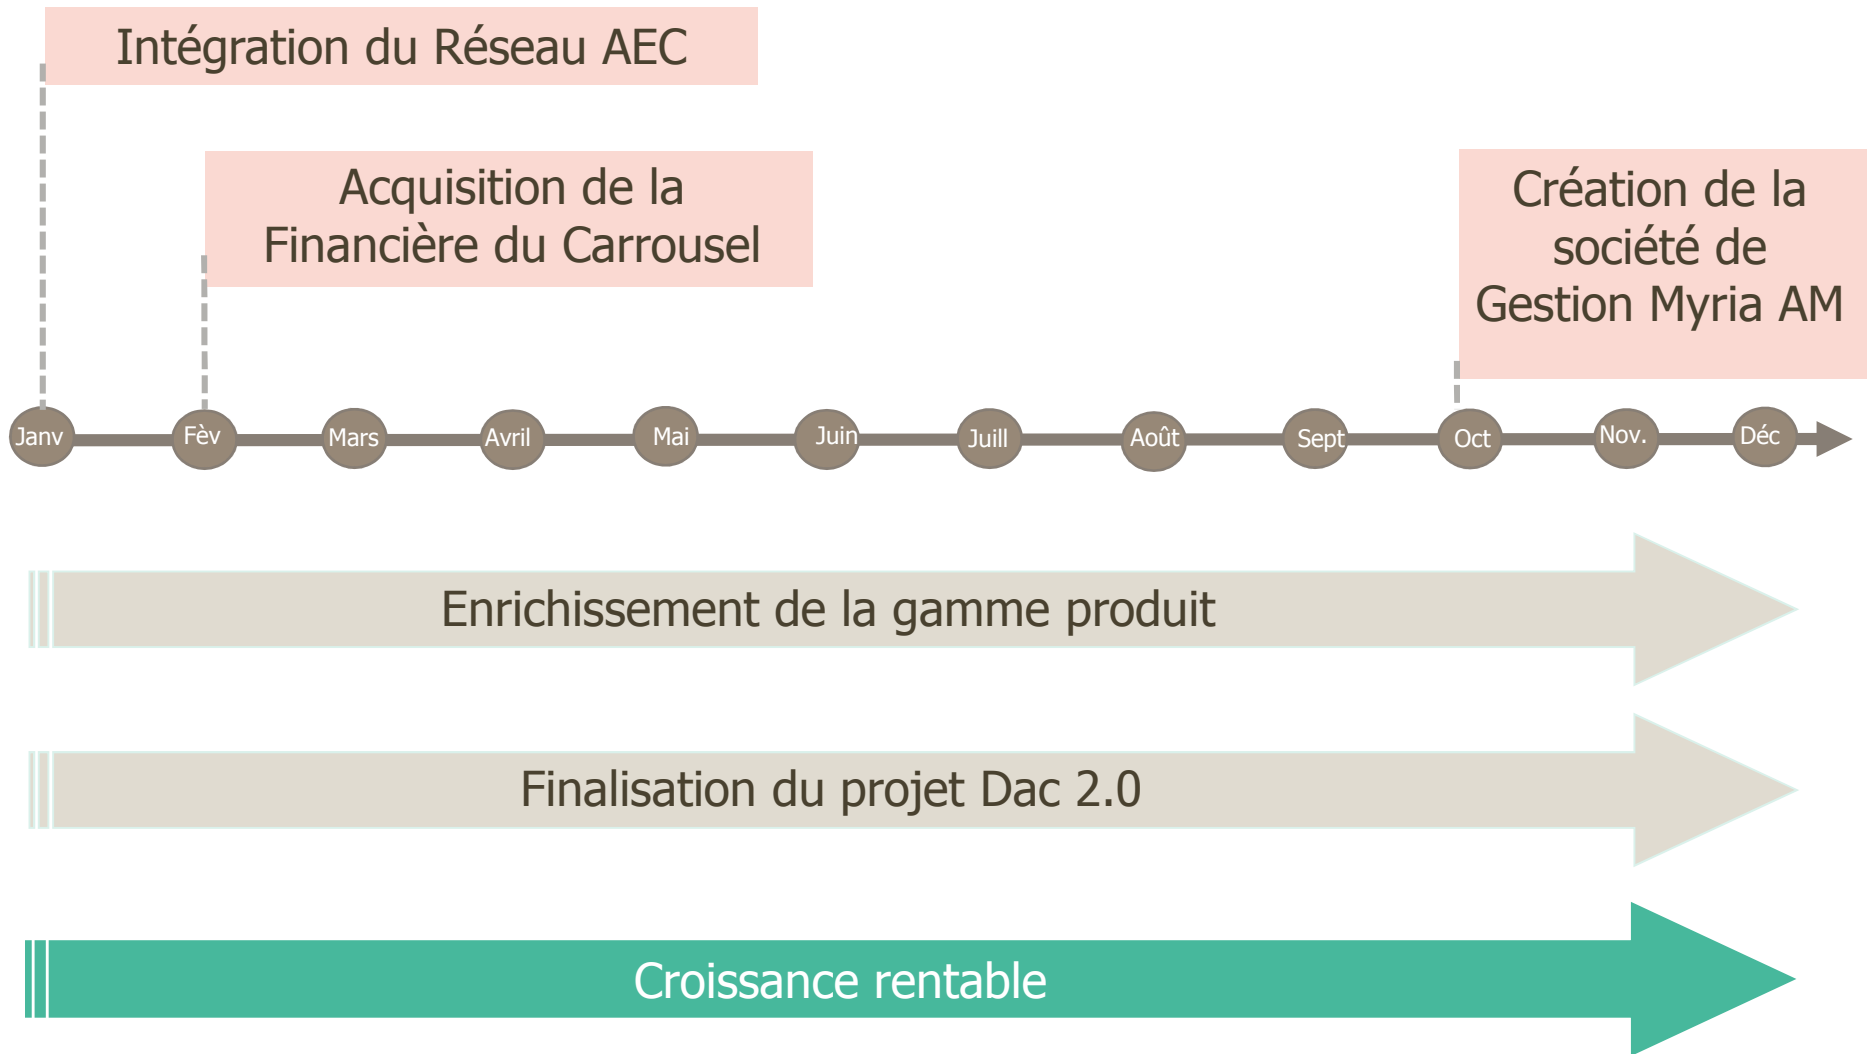 Intégration du Réseau AEC
Acquisition de la
Financière du Carrousel
Création de la
société de
Gestion Myria AM
Janv
Fèv
Mars
Avril
Mai
Juin
Juill
Août
Sept
Oct
Nov.
Déc
Enrichissement de la gamme produit
Finalisation du projet Dac 2.0
Croissance rentable